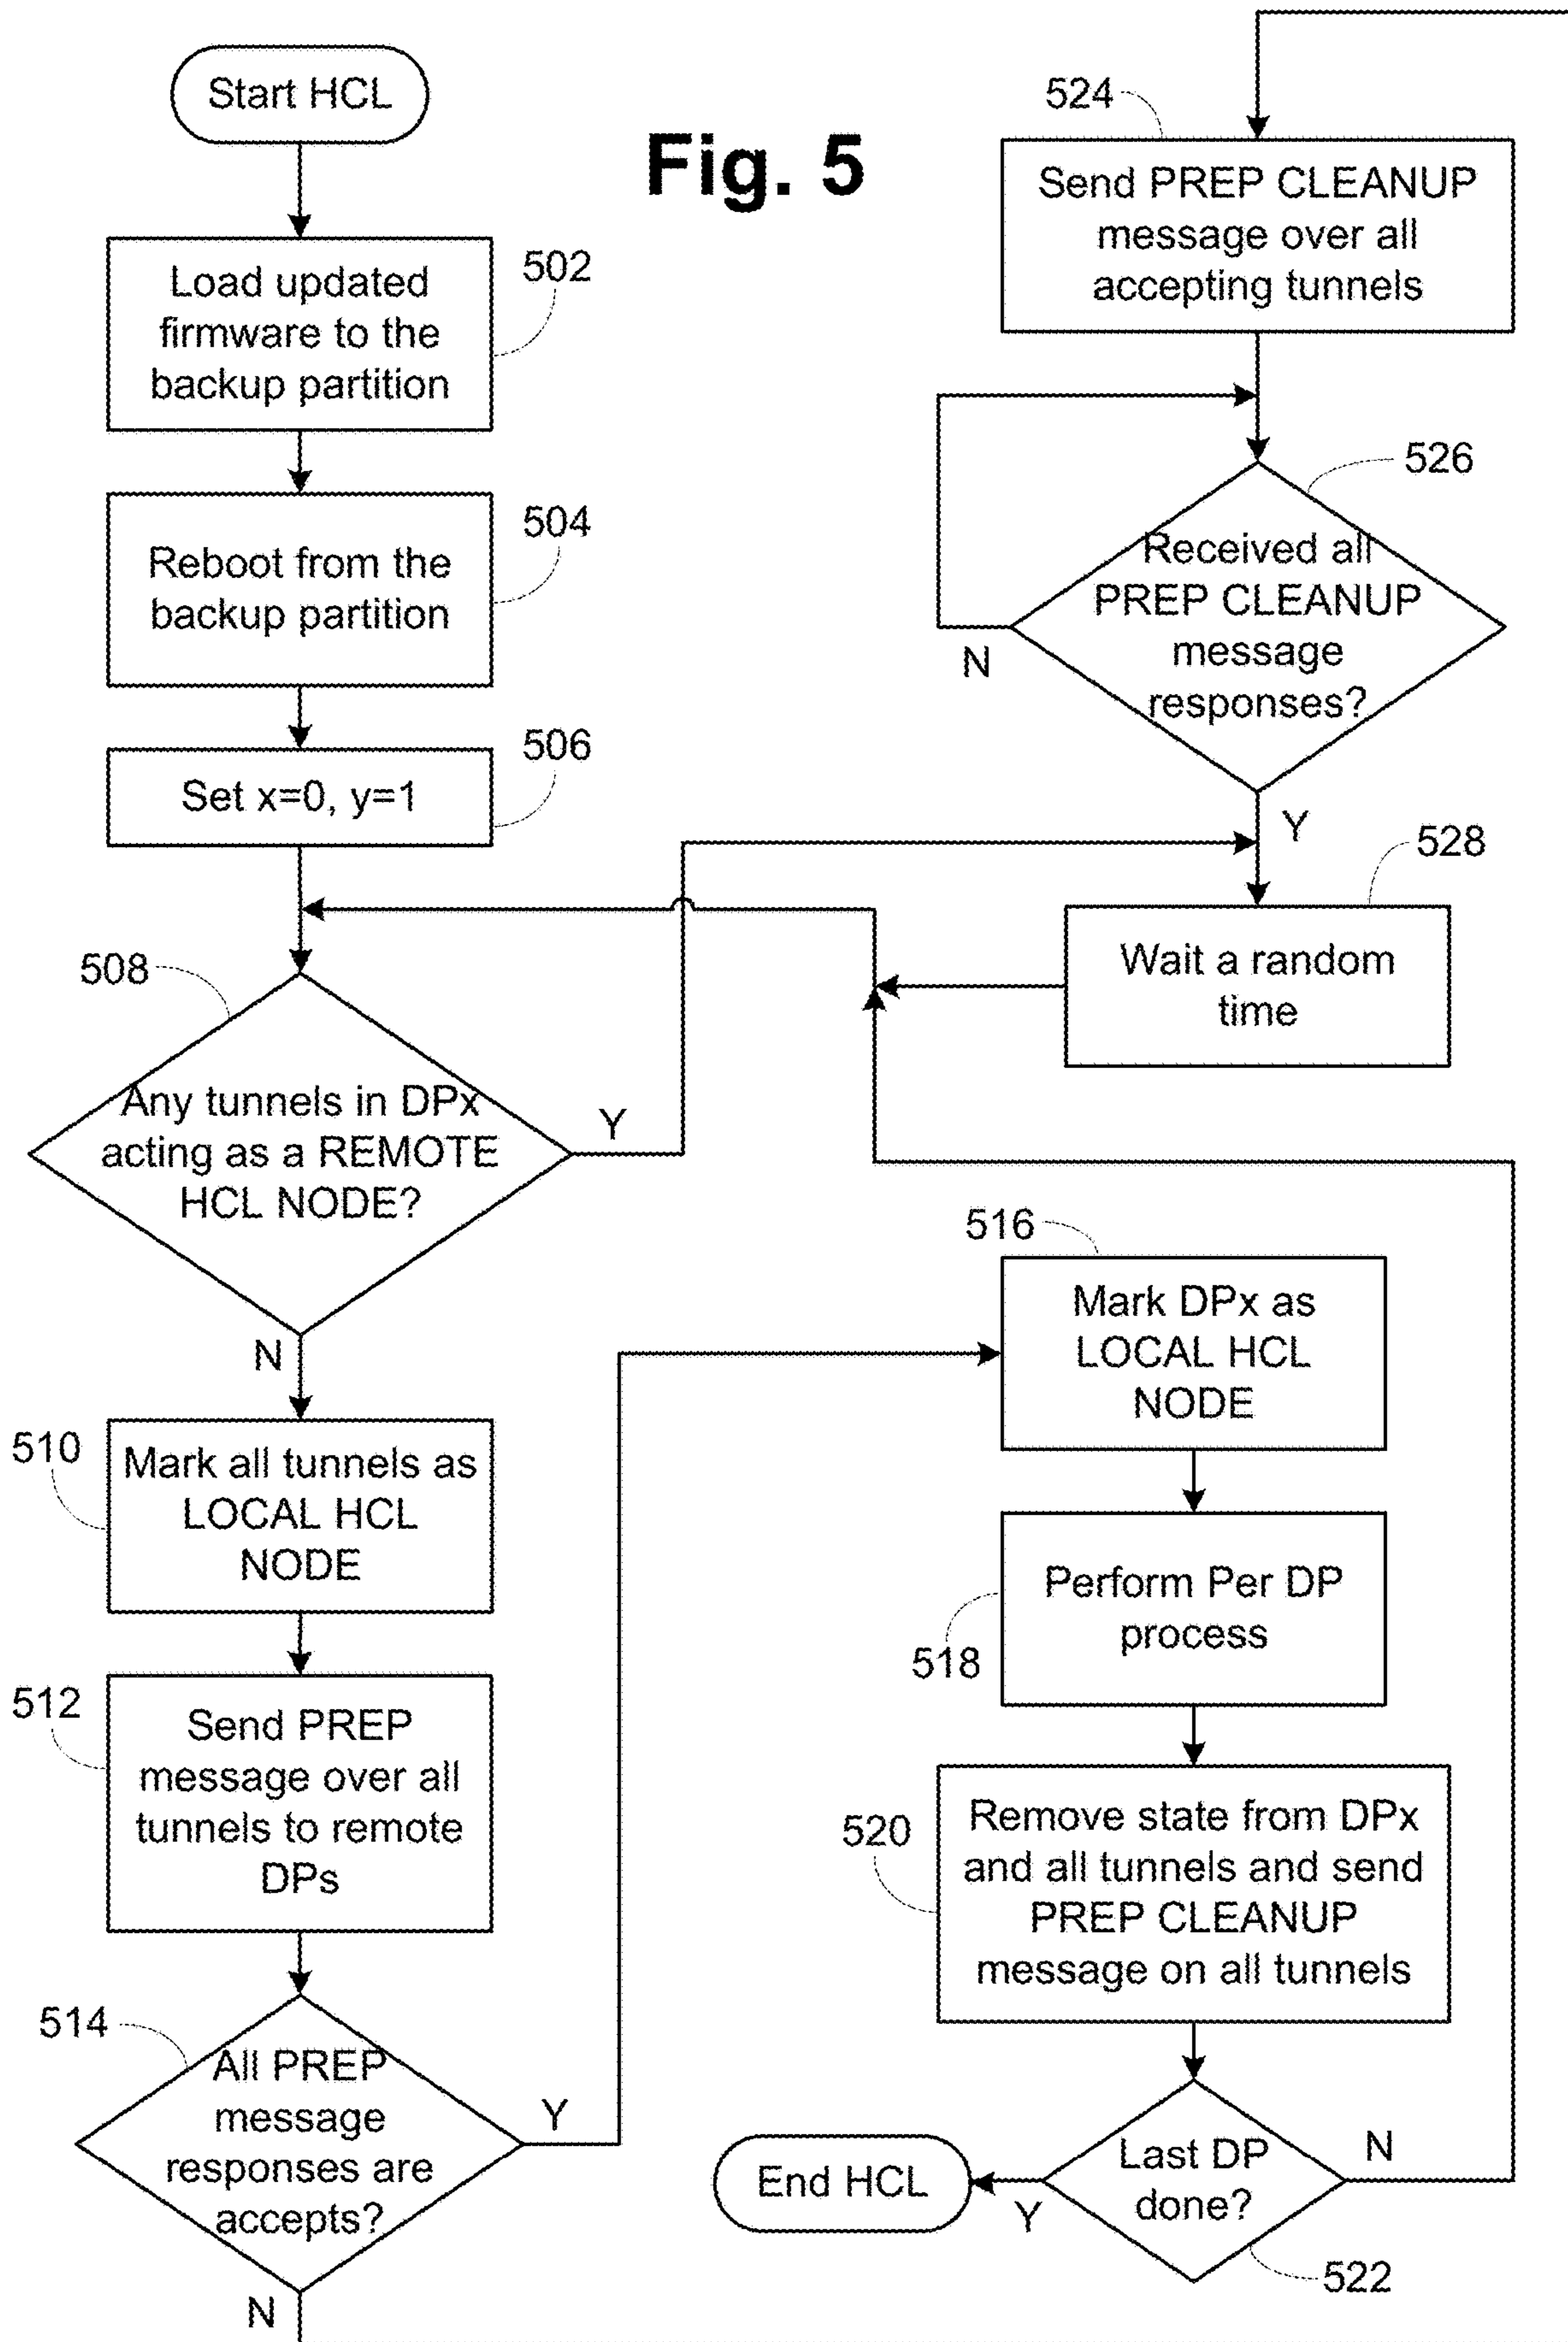 Fig. 5
Start HCL
502
Load updated
firmware to the
backup partition
504
Reboot from the
backup partition
506
Set x=0, y=1
508
Any tunnels in DPx
acting as a REMOTE
HCL NODE?
Y
N
510
Mark all tunnels as
LOCAL HCL
NODE
512
Send PREP
message over all
tunnels to remote
DPs
514
All PREP
message
responses are
accepts?
Y
N
524
Send PREP CLEANUP
message over all
accepting tunnels
526
Received all
PREP CLEANUP
message
responses?
N
Y
528
Wait a random
time
516
Mark DPx as
LOCAL HCL
NODE
Perform Per DP
process
518
520
Remove state from DPx
and all tunnels and send
PREP CLEANUP
message on all tunnels
Last DP
done?
N
Y
End HCL
522